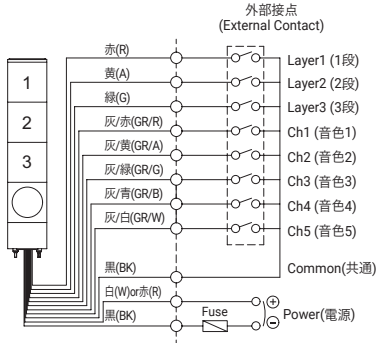 外部接点
(External Contact)
赤(R)
Layer1 (1段)
黄(A)
Layer2 (2段)
緑(G)
Layer3 (3段)
灰/赤(GR/R)
Ch1 (音色1)
灰/黄(GR/A)
Ch2 (音色2)
灰/緑(GR/G)
Ch3 (音色3)
灰/青(GR/B)
Ch4 (音色4)
灰/白(GR/W)
Ch5 (音色5)
1
2
3
黒(BK)
Common(共通)
白(W)or赤(R)
黒(BK)
Fuse
Power(電源)